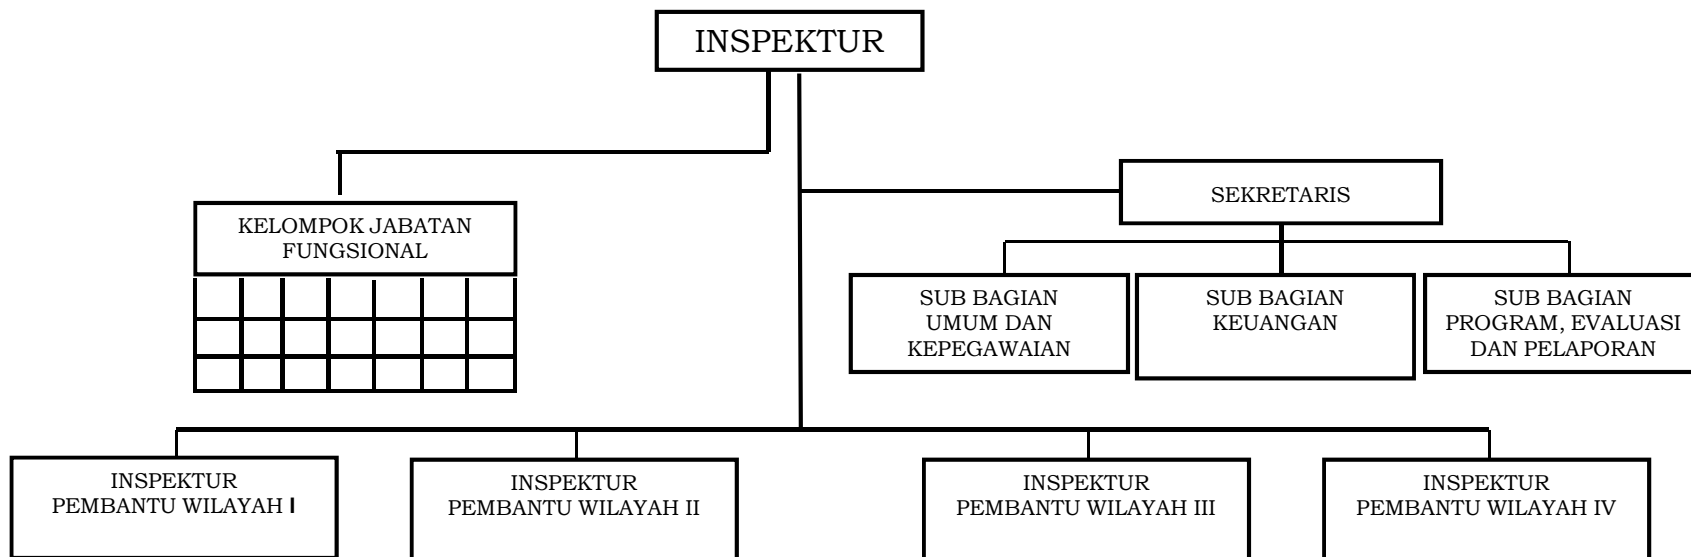 INSPEKTUR
SEKRETARIS
KELOMPOK JABATAN
FUNGSIONAL
SUB BAGIAN
UMUM DAN
KEPEGAWAIAN
SUB BAGIAN
KEUANGAN
SUB BAGIAN
PROGRAM, EVALUASI
DAN PELAPORAN
INSPEKTUR
PEMBANTU WILAYAH I
INSPEKTUR
PEMBANTU WILAYAH II
INSPEKTUR
PEMBANTU WILAYAH III
INSPEKTUR
PEMBANTU WILAYAH IV